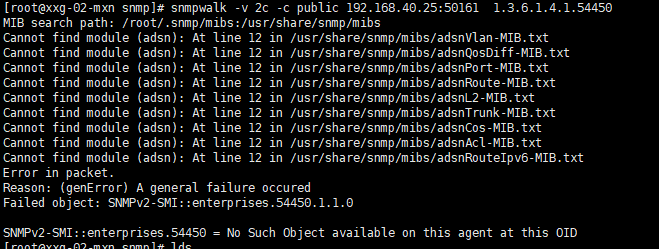 [root@xxg-02-mxn snmp]# snmpwalk -v 2c -c public 192.168.40.25:50161  1.3.6.1.4.1.54450
MIB search path: /root/.snmp/mibs:/usr/share/snmp/mibs
Cannot find module (adsn): At line 12 in /usr/share/snmp/mibs/adsnVlan-MIB.txt
Cannot find module (adsn): At line 12 in /usr/share/snmp/mibs/adsnQosDiff-MIB.txt
Cannot find module (adsn): At line 12 in /usr/share/snmp/mibs/adsnPort-MIB.txt
Cannot find module (adsn): At line 12 in /usr/share/snmp/mibs/adsnRoute-MIB.txt
Cannot find module (adsn): At line 12 in /usr/share/snmp/mibs/adsnL2-MIB.txt
Cannot find module (adsn): At line 12 in /usr/share/snmp/mibs/adsnTrunk-MIB.txt
Cannot find module (adsn): At line 12 in /usr/share/snmp/mibs/adsnCos-MIB.txt
Cannot find module (adsn): At line 12 in /usr/share/snmp/mibs/adsnAcl-MIB.txt
Cannot find module (adsn): At line 12 in /usr/share/snmp/mibs/adsnRouteIpv6-MIB.txt
Error in packet.
Reason: (genError) A general failure occured
Failed object: SNMPv2-SMI::enterprises.54450.1.1.0
SNMPv2-SMI::enterprises.54450 = No Such Object available on this agent at this OID
[root@xxg-02-mxn snmp]# lds